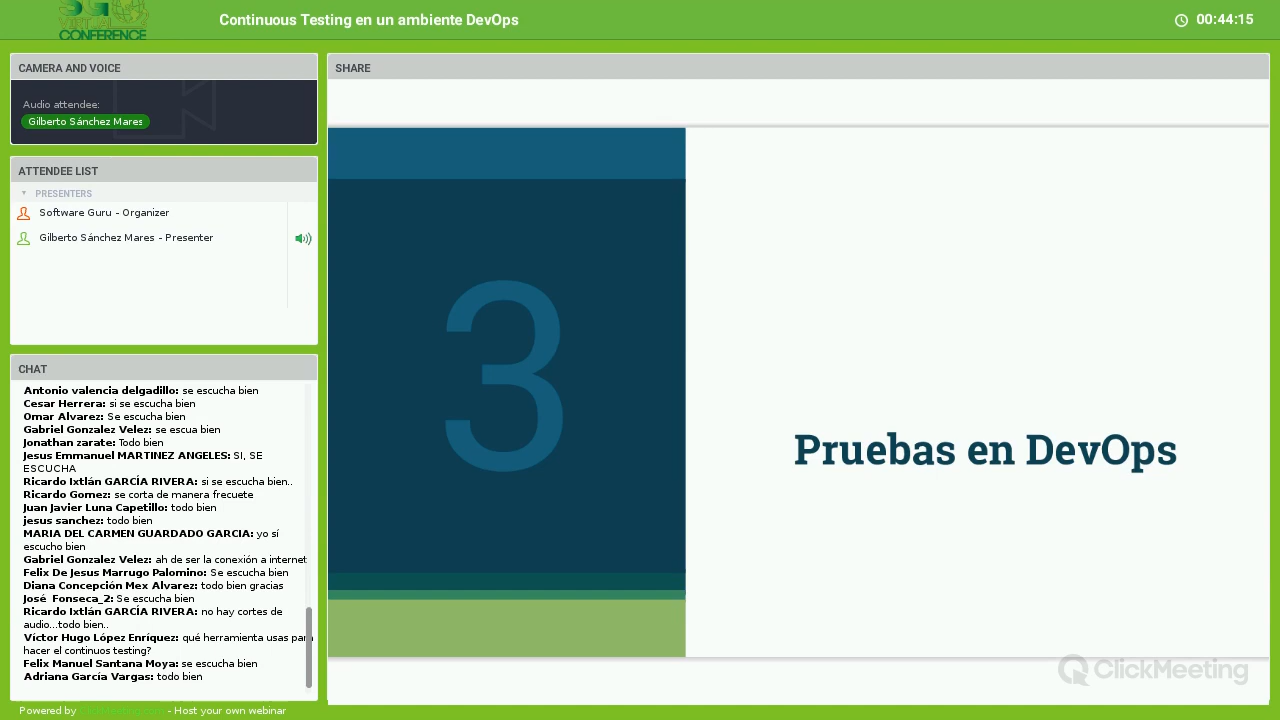 SG
VIRTUAL
CONFERENCE
Continuous Testing en un ambiente DevOps
00:44:15
CAMERA AND VOICE
Audio attendee:
Gilberto Sánchez Mares
ATTENDEE LIST
PRESENTERS
Software Guru - Organizer
Gilberto Sánchez Mares - Presenter
CHAT
Antonio valencia delgadillo: se escucha bien
Cesar Herrera: si se escucha bien
Omar Alvarez: Se escucha bien
Gabriel Gonzalez Velez: se escua bien
Jonathan zarate: Todo bien
Jesus Emmanuel MARTINEZ ANGELES: SI, SE
ESCUCHA
Ricardo Ixtlán GARCÍA RIVERA: si se escucha bien..
Ricardo Gomez: se corta de manera frecuete
Juan Javier Luna Capetillo: todo bien
jesus sanchez: todo bien
MARIA DEL CARMEN GUARDADO GARCIA: yo sí
escucho bien
Gabriel Gonzalez Velez: ah de ser la conexión a internet
Felix De Jesus Marrugo Palomino: Se escucha bien
Diana Concepción Mex Alvarez: todo bien gracias
José Fonseca_2: Se escucha bien
Ricardo Ixtlán GARCÍA RIVERA: no hay cortes de
audio...todo bien..
Víctor Hugo López Enríquez: qué herramienta usas para
hacer el continuos testing?
Felix Manuel Santana Moya: se escucha bien
Adriana García Vargas: todo bien
Powered by - Host your own webinar
SHARE
3
Pruebas en DevOps
ClickMeeting